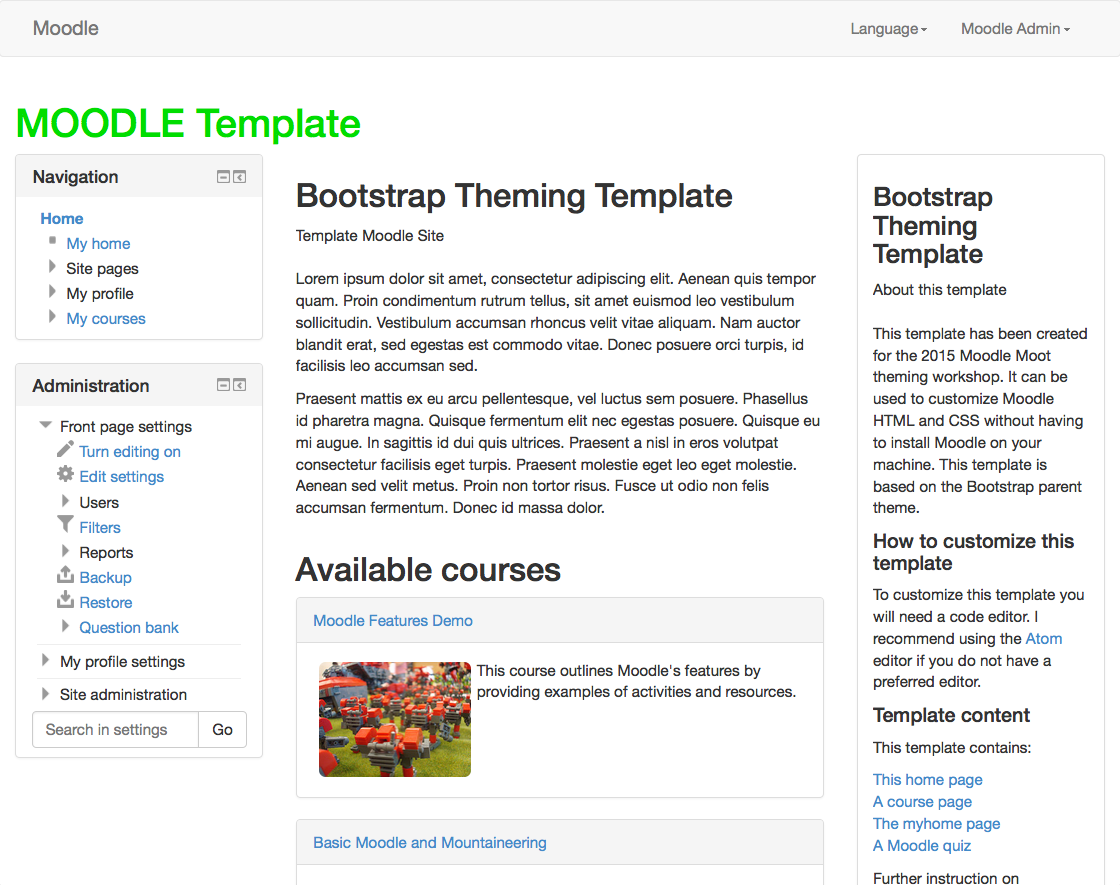 Moodle
Language
Moodle Admin
MOODLE Template
Navigation
Home
My home
Site pages
My profile
My courses
Administration
Front page settings
Turn editing on
Edit settings
Users
Filters
Reports
Backup
Restore
Question bank
My profile settings
Site administration
Search in settings
Go
Bootstrap Theming Template
Template Moodle Site
Lorem ipsum dolor sit amet, consectetur adipiscing elit. Aenean quis tempor
quam. Proin condimentum rutrum tellus, sit amet euismod leo vestibulum
sollicitudin. Vestibulum accumsan rhoncus velit vitae aliquam. Nam auctor
blandit erat, sed egestas est commodo vitae. Donec posuere orci turpis, id
facilisis leo accumsan sed.
Praesent mattis ex eu arcu pellentesque, vel luctus sem posuere. Phasellus
id pharetra magna. Quisque fermentum elit nec egestas posuere. Quisque eu
mi augue. In sagittis id dui quis ultrices. Praesent a nisl in eros volutpat
consectetur facilisis eget turpis. Praesent molestie eget leo eget molestie.
Aenean sed velit metus. Proin non tortor risus. Fusce ut odio non felis
accumsan fermentum. Donec id massa dolor.
Available courses
Moodle Features Demo
This course outlines Moodle's features by
providing examples of activities and resources.
Basic Moodle and Mountaineering
Bootstrap
Theming
Template
About this template
This template has been created
for the 2015 Moodle Moot
theming workshop. It can be
used to customize Moodle
HTML and CSS without having
to install Moodle on your
machine. This template is
based on the Bootstrap parent
theme.
How to customize this
template
To customize this template you
will need a code editor. I
recommend using the Atom
editor if you do not have a
preferred editor.
Template content
This template contains:
This home page
A course page
The myhome page
A Moodle quiz
Further instruction on